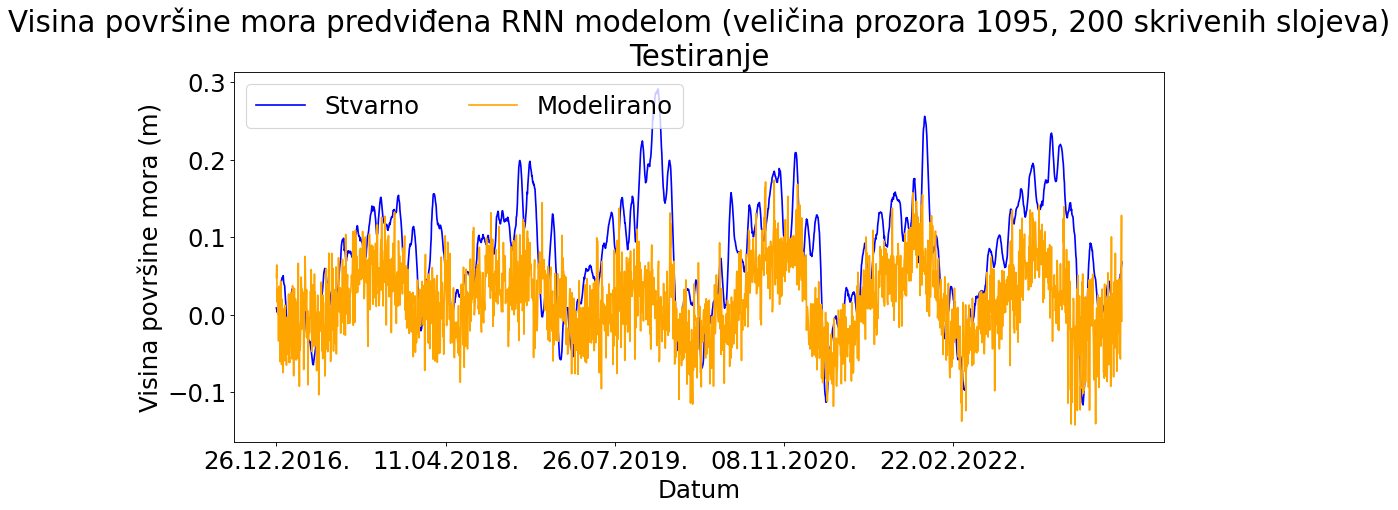 Visina površine mora predviđena RNN modelom (veličina prozora 1095, 200 skrivenih slojeva)
Testiranje
Stvarno Modelirano
Visina površine mora (m)
0.3
0.2
0.1
0.0
−0.1
26.12.2016. 11.04.2018. 26.07.2019. 08.11.2020. 22.02.2022.
Datum